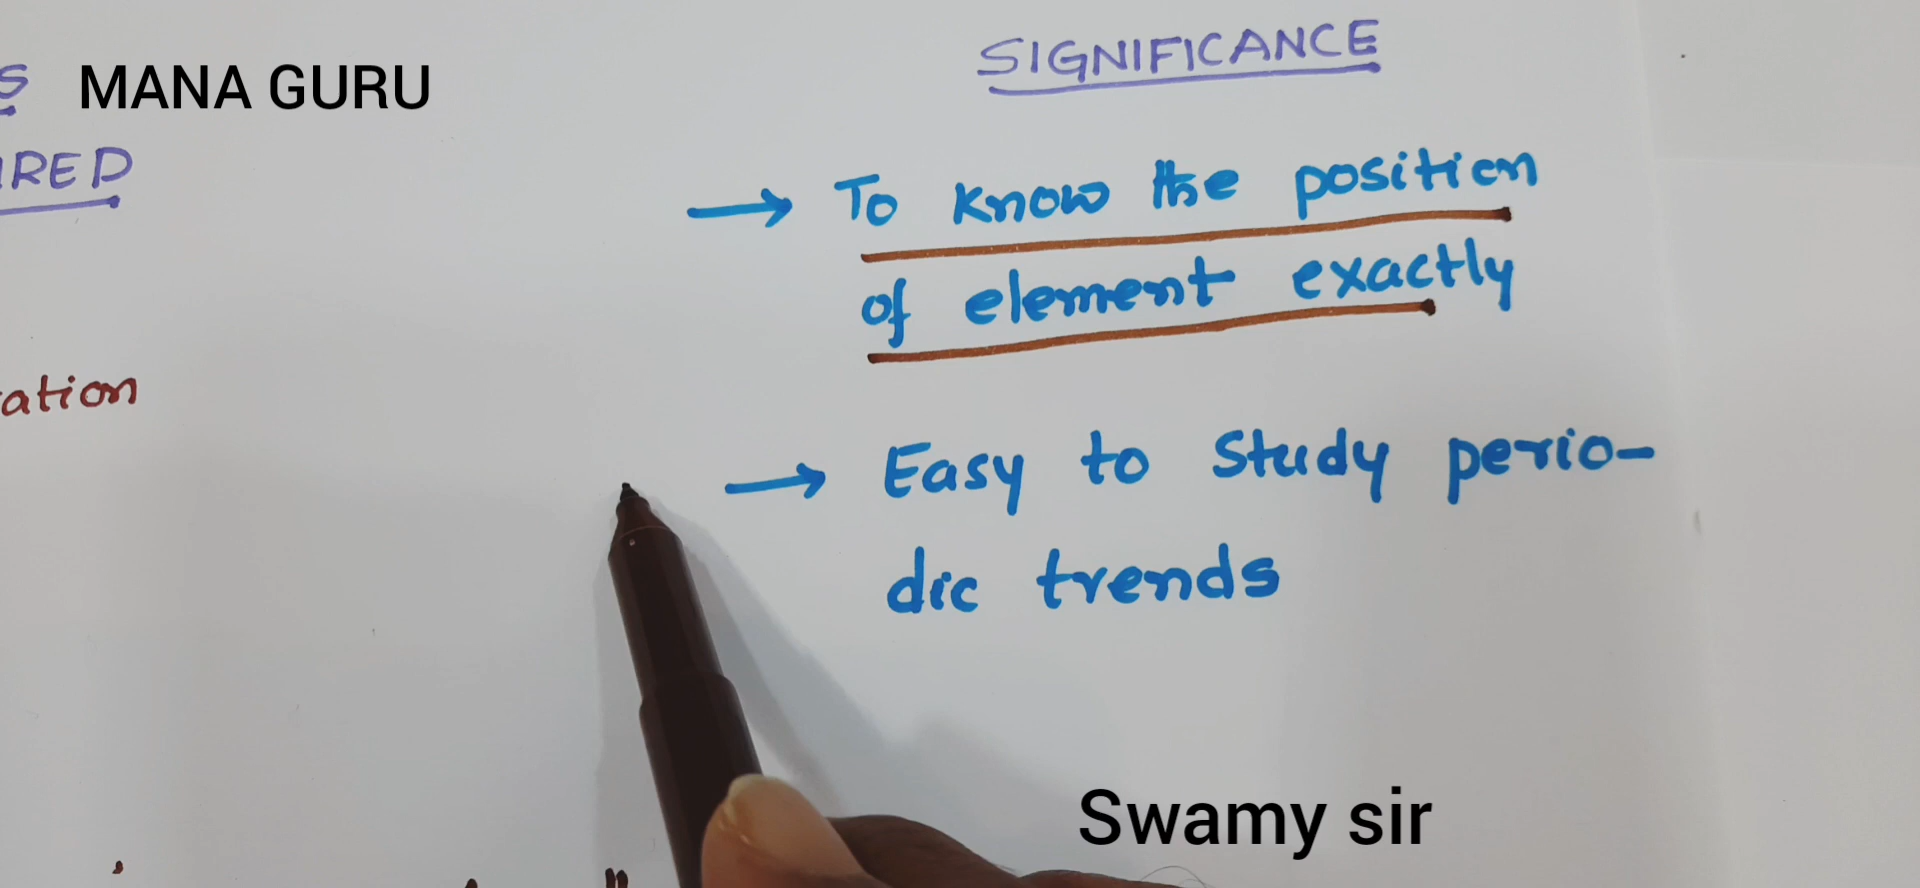 SIGNIFICANCE
MANA GURU
→ To know the position
of element exactly
ation
→ Easy to study perio-
dic trends
Swamy sir